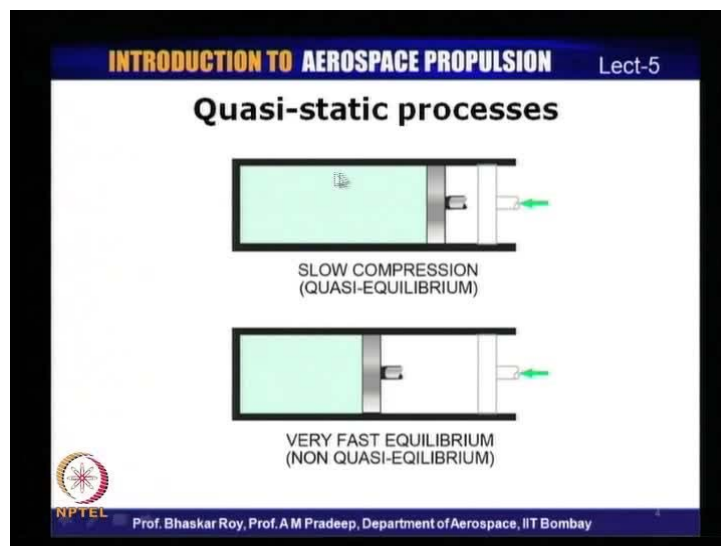 INTRODUCTION TO AEROSPACE PROPULSION
Lect-5
Quasi-static processes
SLOW COMPRESSION
(QUASI-EQUILIBRIUM)
VERY FAST EQUILIBRIUM
(NON QUASI-EQILIBRIUM)
NPTEL
4
Prof. Bhaskar Roy, Prof. A M Pradeep, Department of Aerospace, IIT Bombay